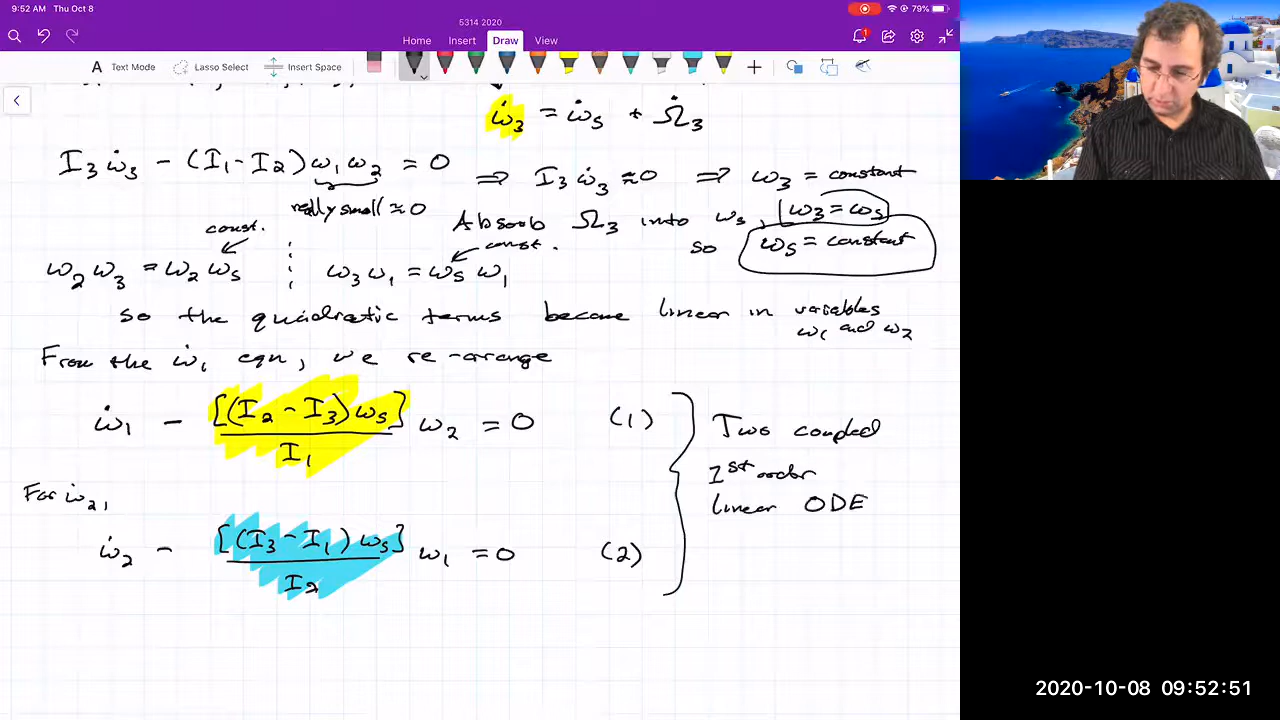 9:52 AM Thu Oct 8
79%
5314 2020
Home Insert Draw View
1
A Text Mode Lasso Select Insert Space
ω̇3 = ω̇s + Ω̇3
I3 ω̇3 - (I1 - I2) ω1 ω2 = 0 ⇒ I3 ω̇3 ≈ 0 ⇒ ω3 = constant
really small ≈ 0
Absorb Ω3 into ωs, ω3 = ωs
so ωs = constant
const. const.
ω2 ω3 = ω2 ωs ω3 ω1 = ωs ω1
so the quadratic terms become linear in variables
ω1 and ω2
From the ω̇1 eqn, we re-arrange
ω̇1 - [(I2 - I3) ωs] / I1 ω2 = 0 (1)
For ω̇2,
ω̇2 - [(I3 - I1) ωs] / I2 ω1 = 0 (2)
Two coupled
1st order
linear ODE
2020-10-08 09:52:51